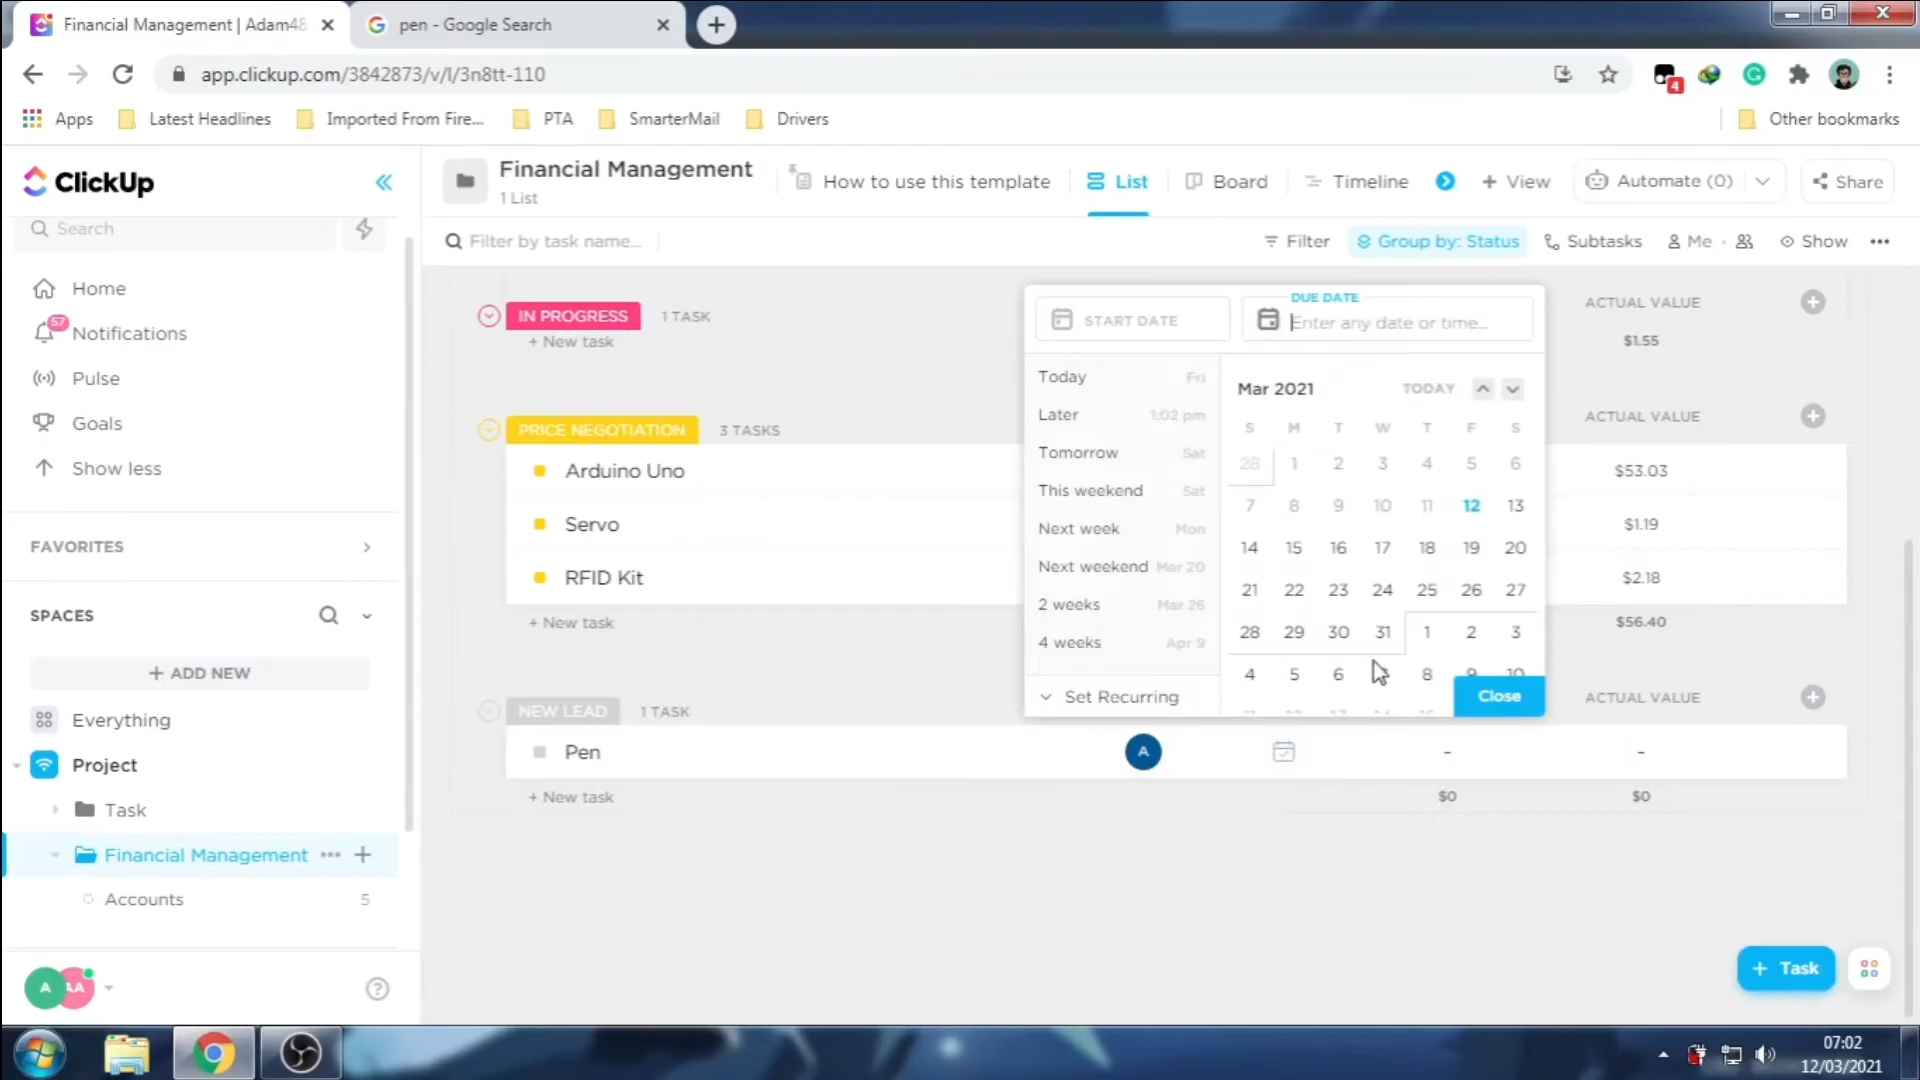 Financial Management | Adam48
pen - Google Search
app.clickup.com/3842873/v/l/3n8tt-110
4
Apps
Latest Headlines
Imported From Fire...
PTA
SmarterMail
Drivers
Other bookmarks
ClickUp
Search
Home
57
Notifications
Pulse
Goals
Show less
FAVORITES
SPACES
+ ADD NEW
Everything
Project
Task
Financial Management
Accounts 5
A AA
Financial Management
1 List
How to use this template
List
Board
Timeline
+ View
Automate (0)
Share
Filter by task name...
Filter
Group by: Status
Subtasks
Me
Show
IN PROGRESS 1 TASK
+ New task
ACTUAL VALUE
$1.55
PRICE NEGOTIATION 3 TASKS
ACTUAL VALUE
Arduino Uno
$53.03
Servo
$1.19
RFID Kit
$2.18
+ New task
$56.40
NEW LEAD 1 TASK
ACTUAL VALUE
Pen A - -
+ New task $0 $0
START DATE
DUE DATE
Enter any date or time...
Today Fri
Later 1:02 pm
Tomorrow Sat
This weekend Sat
Next week Mon
Next weekend Mar 20
2 weeks Mar 26
4 weeks Apr 9
Set Recurring
Mar 2021 TODAY
S M T W T F S
28 1 2 3 4 5 6
7 8 9 10 11 12 13
14 15 16 17 18 19 20
21 22 23 24 25 26 27
28 29 30 31 1 2 3
4 5 6 8 9 10
Close
+ Task
07:02
12/03/2021